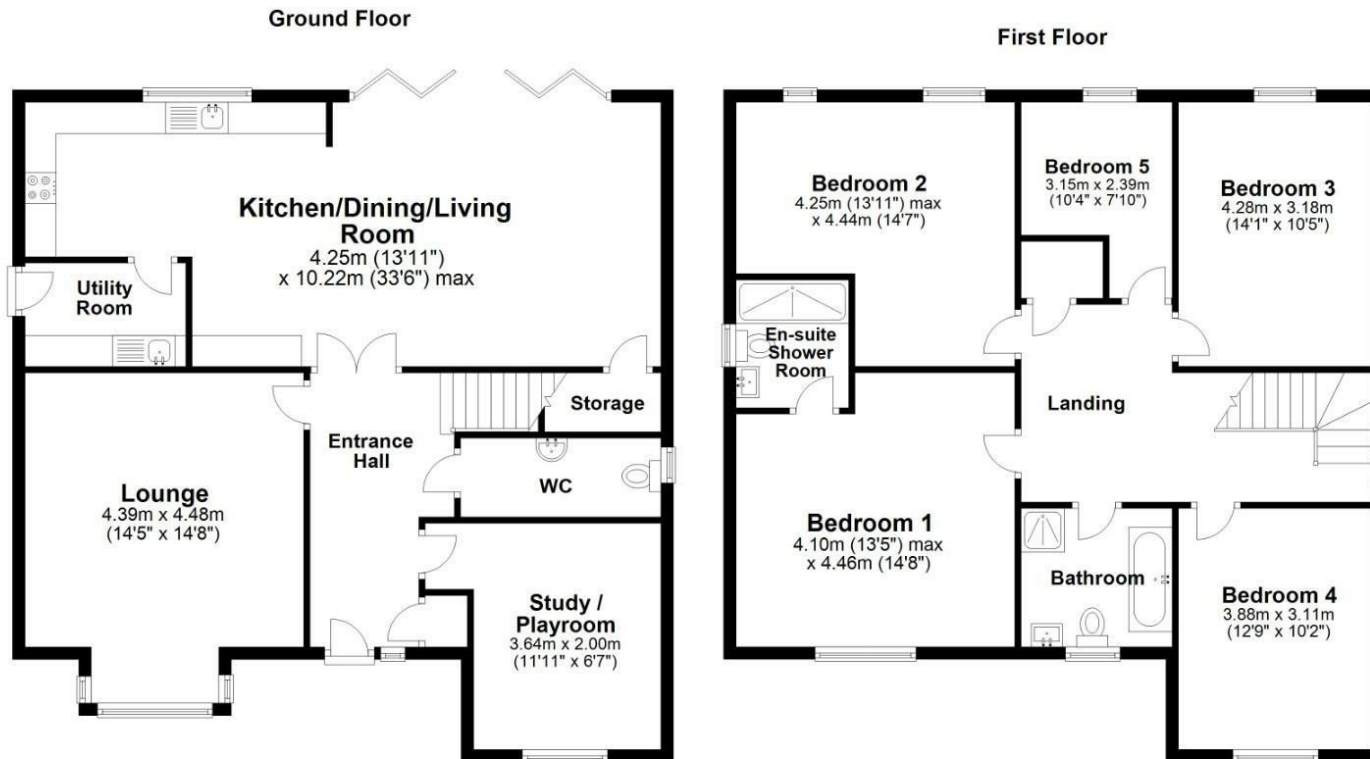 Ground Floor
Kitchen/Dining/Living
Room
4.25m (13'11")
x 10.22m (33'6") max
Utility
Room
Storage
Entrance
Hall
WC
Lounge
4.39m x 4.48m
(14'5" x 14'8")
Study /
Playroom
3.64m x 2.00m
(11'11" x 6'7")
First Floor
Bedroom 2
4.25m (13'11") max
x 4.44m (14'7")
Bedroom 5
3.15m x 2.39m
(10'4" x 7'10")
Bedroom 3
4.28m x 3.18m
(14'1" x 10'5")
En-suite
Shower
Room
Landing
Bedroom 1
4.10m (13'5") max
x 4.46m (14'8")
Bathroom
Bedroom 4
3.88m x 3.11m
(12'9" x 10'2")